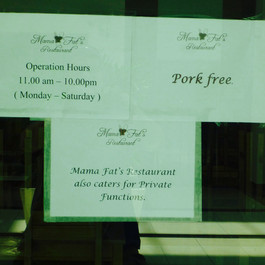 Mama Fat's
Restaurant
Operation Hours
11.00 am – 10.00pm
( Monday – Saturday )
Mama Fat's
Restaurant
Pork free.
Mama Fat's
Restaurant
Mama Fat's Restaurant
also caters for Private
Functions.